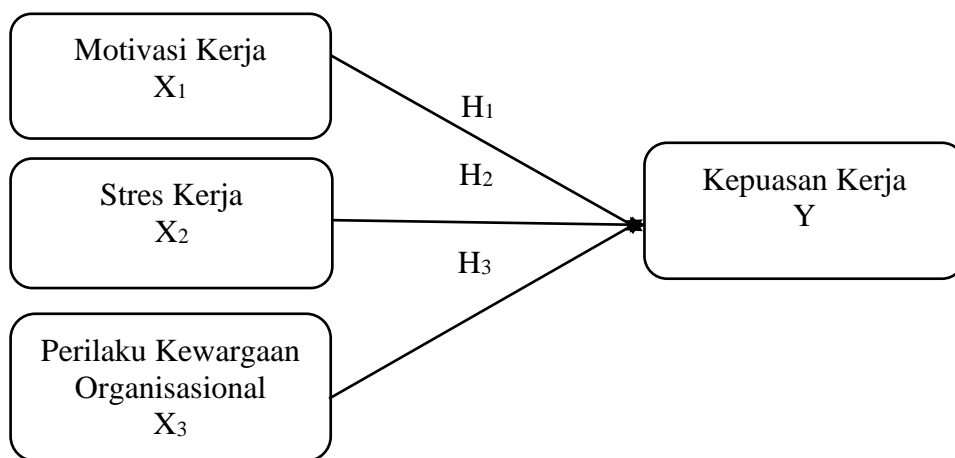 Motivasi Kerja
X1
H1
Stres Kerja
X2
H2
Kepuasan Kerja
Y
H3
Perilaku Kewargaan
Organisasional
X3